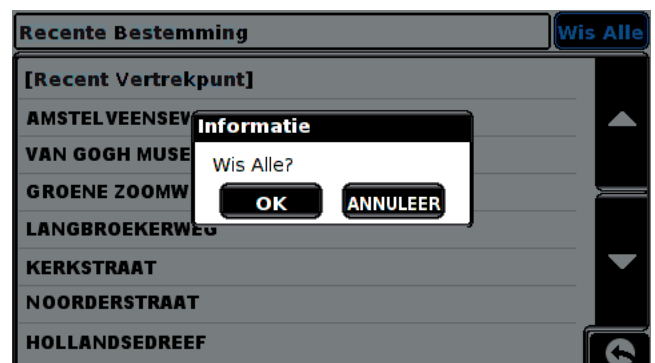 Recente Bestemming
Wis Alle
[Recent Vertrekpunt]
AMSTELVEENSEW
Informatie
VAN GOGH MUSE
Wis Alle?
GROENE ZOOMW
OK
ANNULEER
LANGBROEKERWEG
KERKSTRAAT
NOORDERSTRAAT
HOLLANDSEDREEF